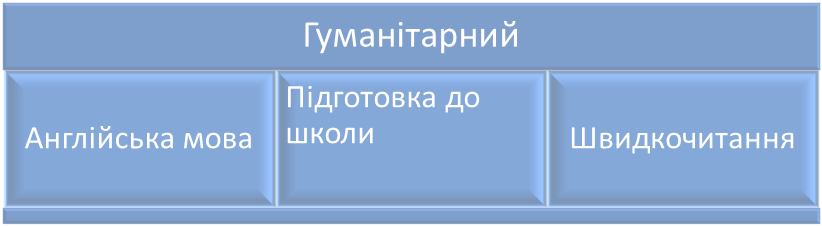 Гуманітарний
Англійська мова
Підготовка до
школи
Швидкочитання